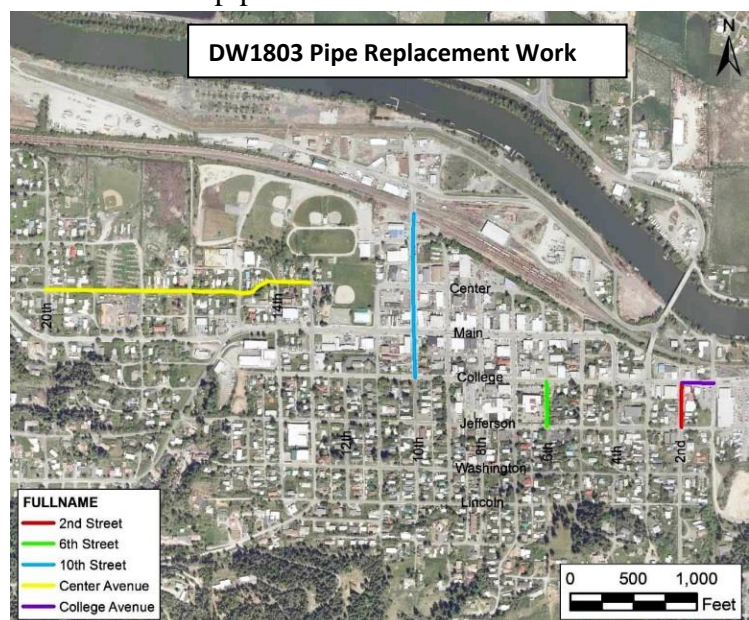 DW1803 Pipe Replacement Work
N
Center
20th
14th
Main
College
Jefferson
12th
10th
8th
6th
4th
2nd
Washington
Lincoln
FULLNAME
2nd Street
6th Street
10th Street
Center Avenue
College Avenue
0 500 1,000
Feet